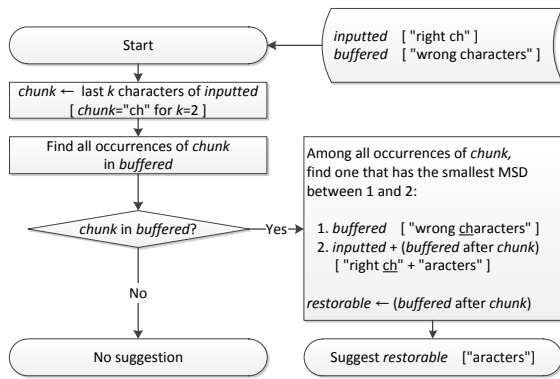 Start
inputted [ "right ch" ]
buffered [ "wrong characters" ]
chunk ← last k characters of inputted
[ chunk="ch" for k=2 ]
Find all occurrences of chunk
in buffered
chunk in buffered?
Yes
No
Among all occurrences of chunk,
find one that has the smallest MSD
between 1 and 2:
1. buffered [ "wrong characters" ]
2. inputted + (buffered after chunk)
[ "right ch" + "aracters" ]
restorable ← (buffered after chunk)
No suggestion
Suggest restorable ["aracters"]